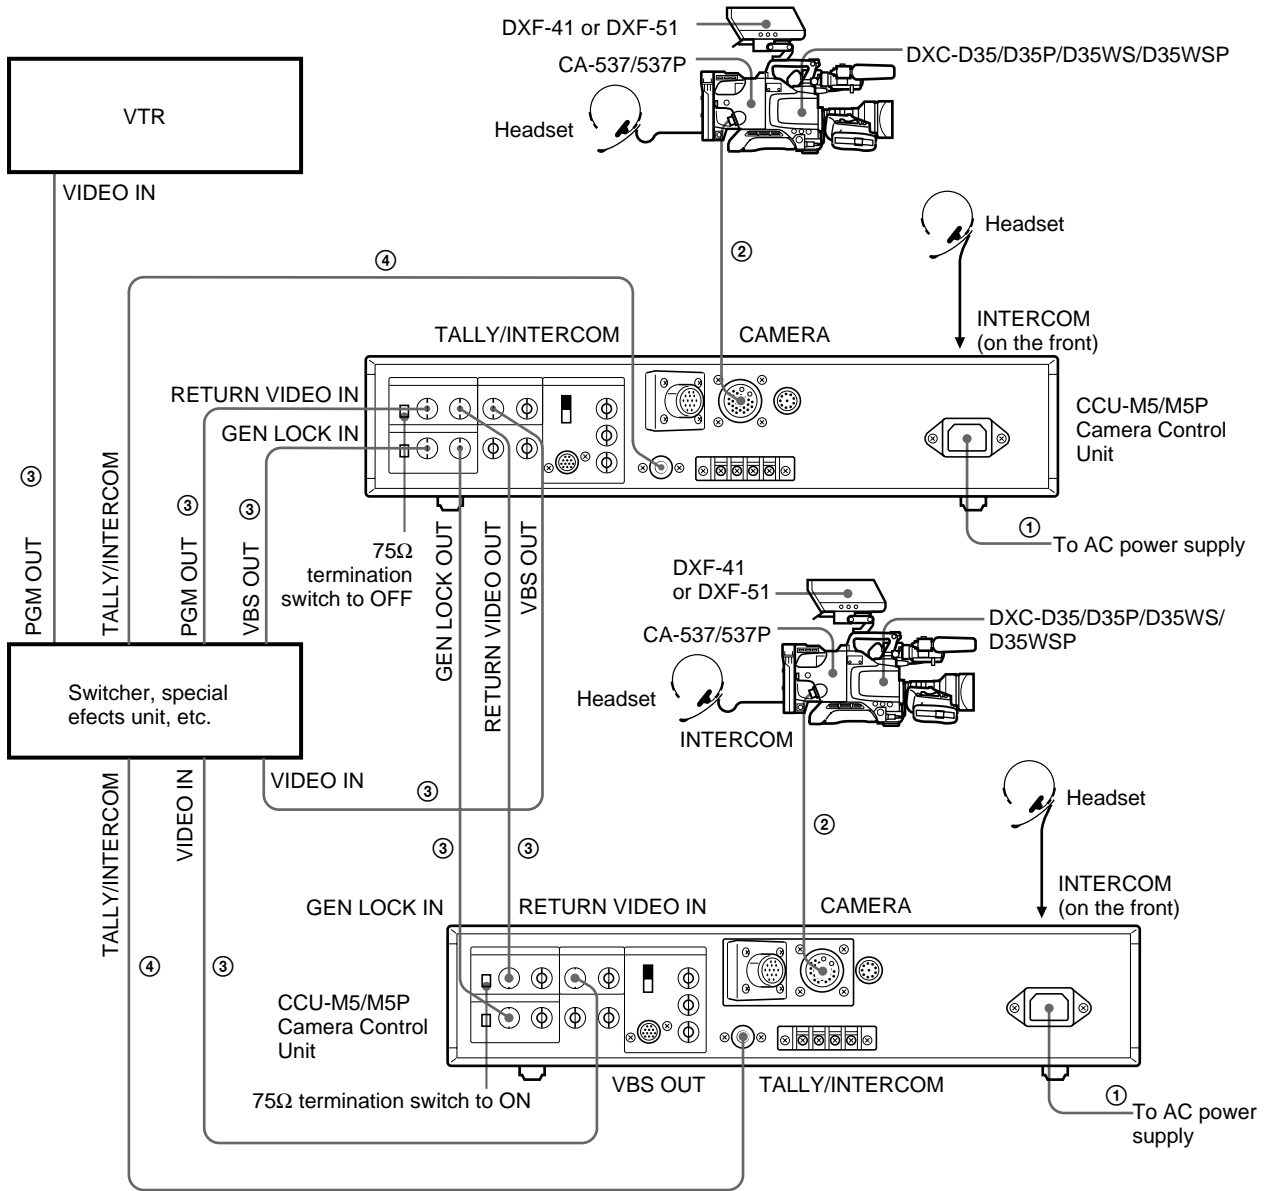 DXF-41 or DXF-51
DXC-D35/D35P/D35WS/D35WSP
CA-537/537P
VTR
Headset
VIDEO IN
Headset
②
④
INTERCOM
(on the front)
TALLY/INTERCOM
CAMERA
RETURN VIDEO IN
CCU-M5/M5P
Camera Control
Unit
GEN LOCK IN
③
③
③
①
To AC power supply
PGM OUT
TALLY/INTERCOM
PGM OUT
VBS OUT
75Ω
termination
switch to OFF
GEN LOCK OUT
RETURN VIDEO OUT
VBS OUT
DXF-41
or DXF-51
DXC-D35/D35P/D35WS/
D35WSP
CA-537/537P
Switcher, special
efects unit, etc.
Headset
INTERCOM
TALLY/INTERCOM
VIDEO IN
VIDEO IN
③
Headset
②
③
③
INTERCOM
(on the front)
GEN LOCK IN
RETURN VIDEO IN
CAMERA
④
③
CCU-M5/M5P
Camera Control
Unit
VBS OUT
TALLY/INTERCOM
75Ω termination switch to ON
①
To AC power
supply